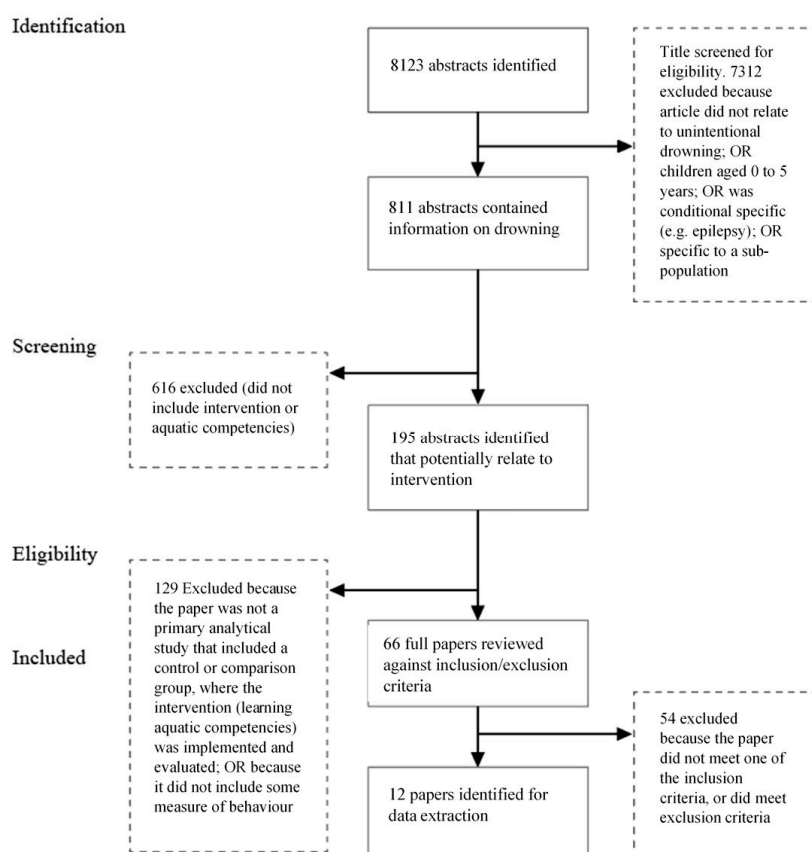 Identification
8123 abstracts identified
Title screened for
eligibility. 7312
excluded because
article did not relate
to unintentional
drowning; OR
children aged 0 to 5
years; OR was
conditional specific
(e.g. epilepsy); OR
specific to a sub-
population
811 abstracts contained
information on drowning
Screening
616 excluded (did not
include intervention or
aquatic competencies)
195 abstracts identified
that potentially relate to
intervention
Eligibility
129 Excluded because
the paper was not a
primary analytical
study that included a
control or comparison
group, where the
intervention (learning
aquatic competencies)
was implemented and
evaluated; OR because
it did not include some
measure of behaviour
Included
66 full papers reviewed
against inclusion/exclusion
criteria
54 excluded
because the paper
did not meet one of
the inclusion
criteria, or did meet
exclusion criteria
12 papers identified for
data extraction